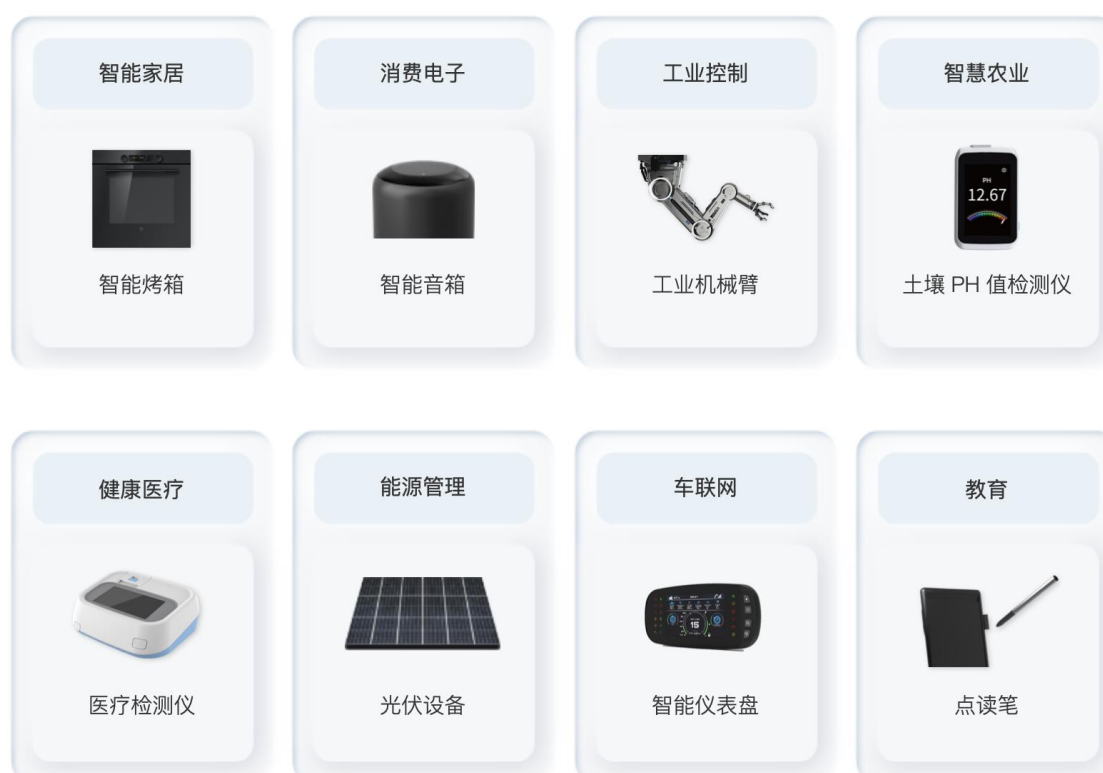 智能家居
消费电子
工业控制
智慧农业
PH
12.67
智能烤箱
智能音箱
工业机械臂
土壤 PH 值检测仪
健康医疗
能源管理
车联网
教育
15
医疗检测仪
光伏设备
智能仪表盘
点读笔